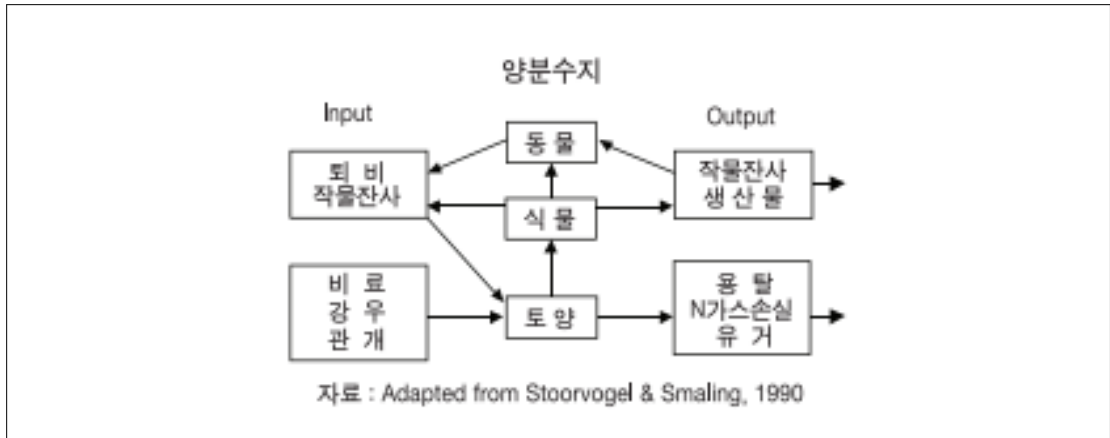 양분수지
Input
Output
동 물
퇴 비
작물잔사
작물잔사
생 산 물
식 물
비 료
강 우
관 개
토 양
용 탈
N가스손실
유 거
자료 : Adapted from Stoorvogel & Smaling, 1990